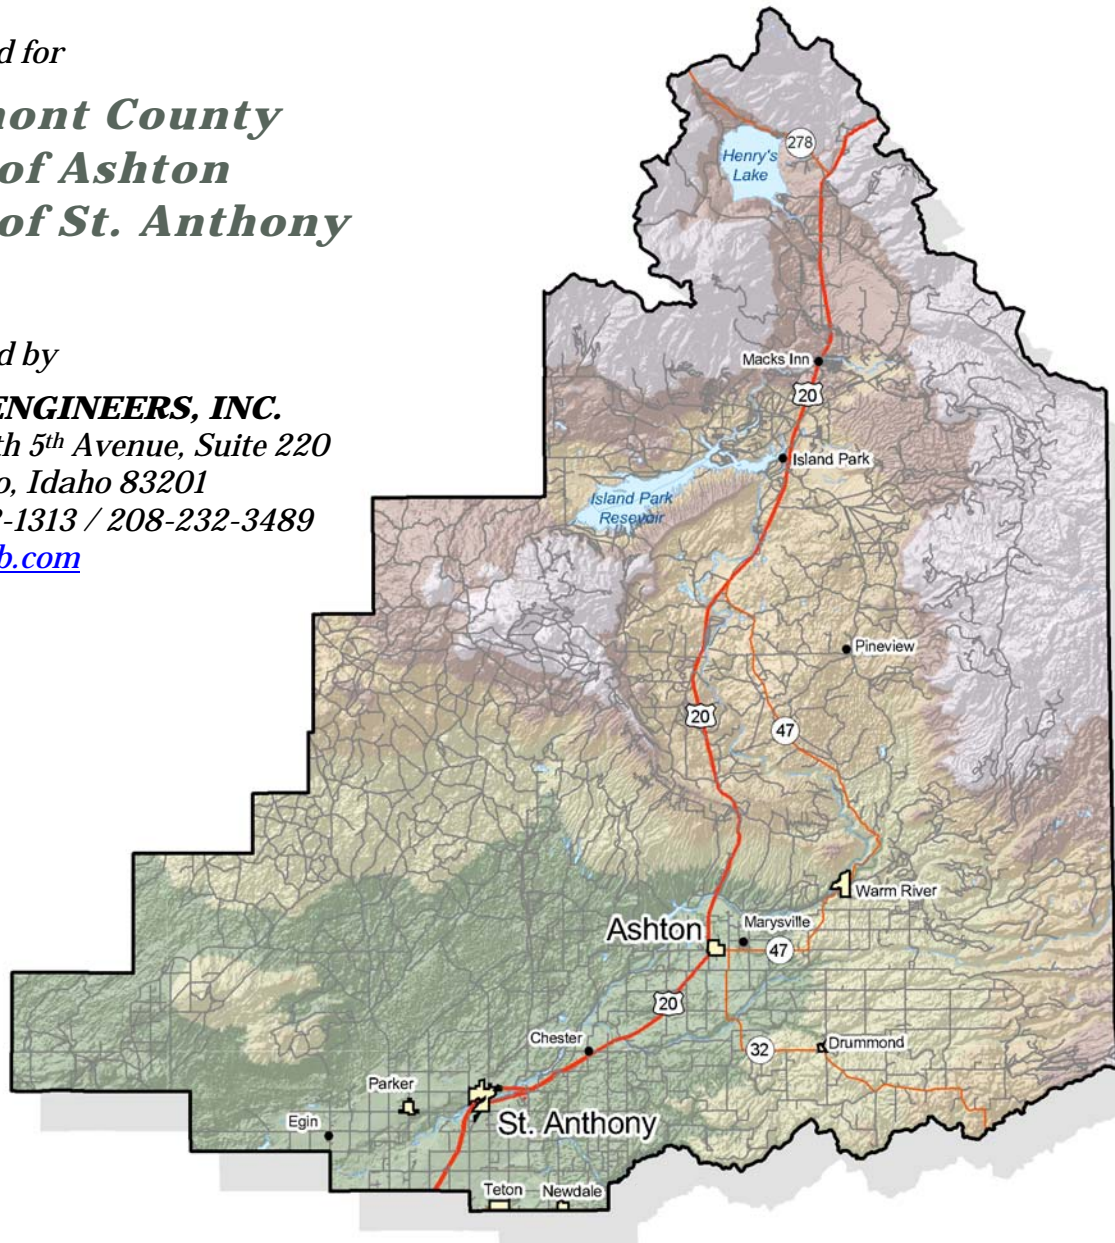 d for
nont County
of Ashton
of St. Anthony
d by
ENGINEERS, INC.
th 5th Avenue, Suite 220
o, Idaho 83201
2-1313 / 208-232-3489
b.com
278
Henry's
Lake
Macks Inn
20
Island Park
Island Park
Resevoir
Pineview
20
47
Warm River
Ashton
Marysville
47
20
Chester
32
Drummond
Parker
St. Anthony
Egin
Teton
Newdale